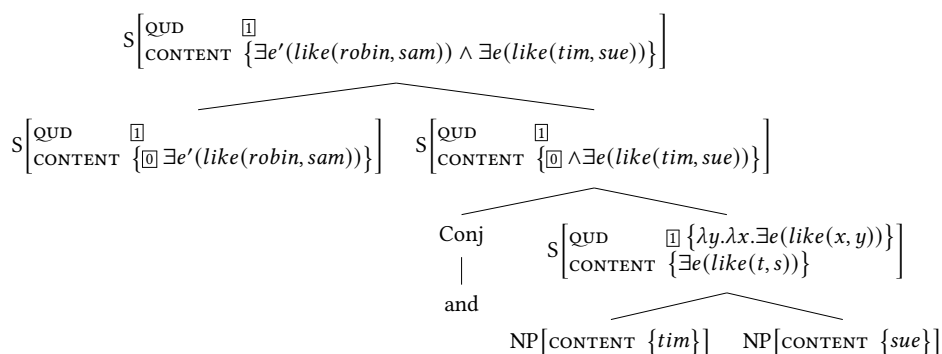 S[QUD [1]
CONTENT {∃e′(like(robin, sam)) ∧ ∃e(like(tim, sue))}]
S[QUD [1]
CONTENT {[0] ∃e′(like(robin, sam))}]
S[QUD [1]
CONTENT {[0] ∧∃e(like(tim, sue))}]
Conj
S[QUD [1] {λy.λx.∃e(like(x, y))}
CONTENT {∃e(like(t, s))}]
and
NP[CONTENT {tim}] NP[CONTENT {sue}]